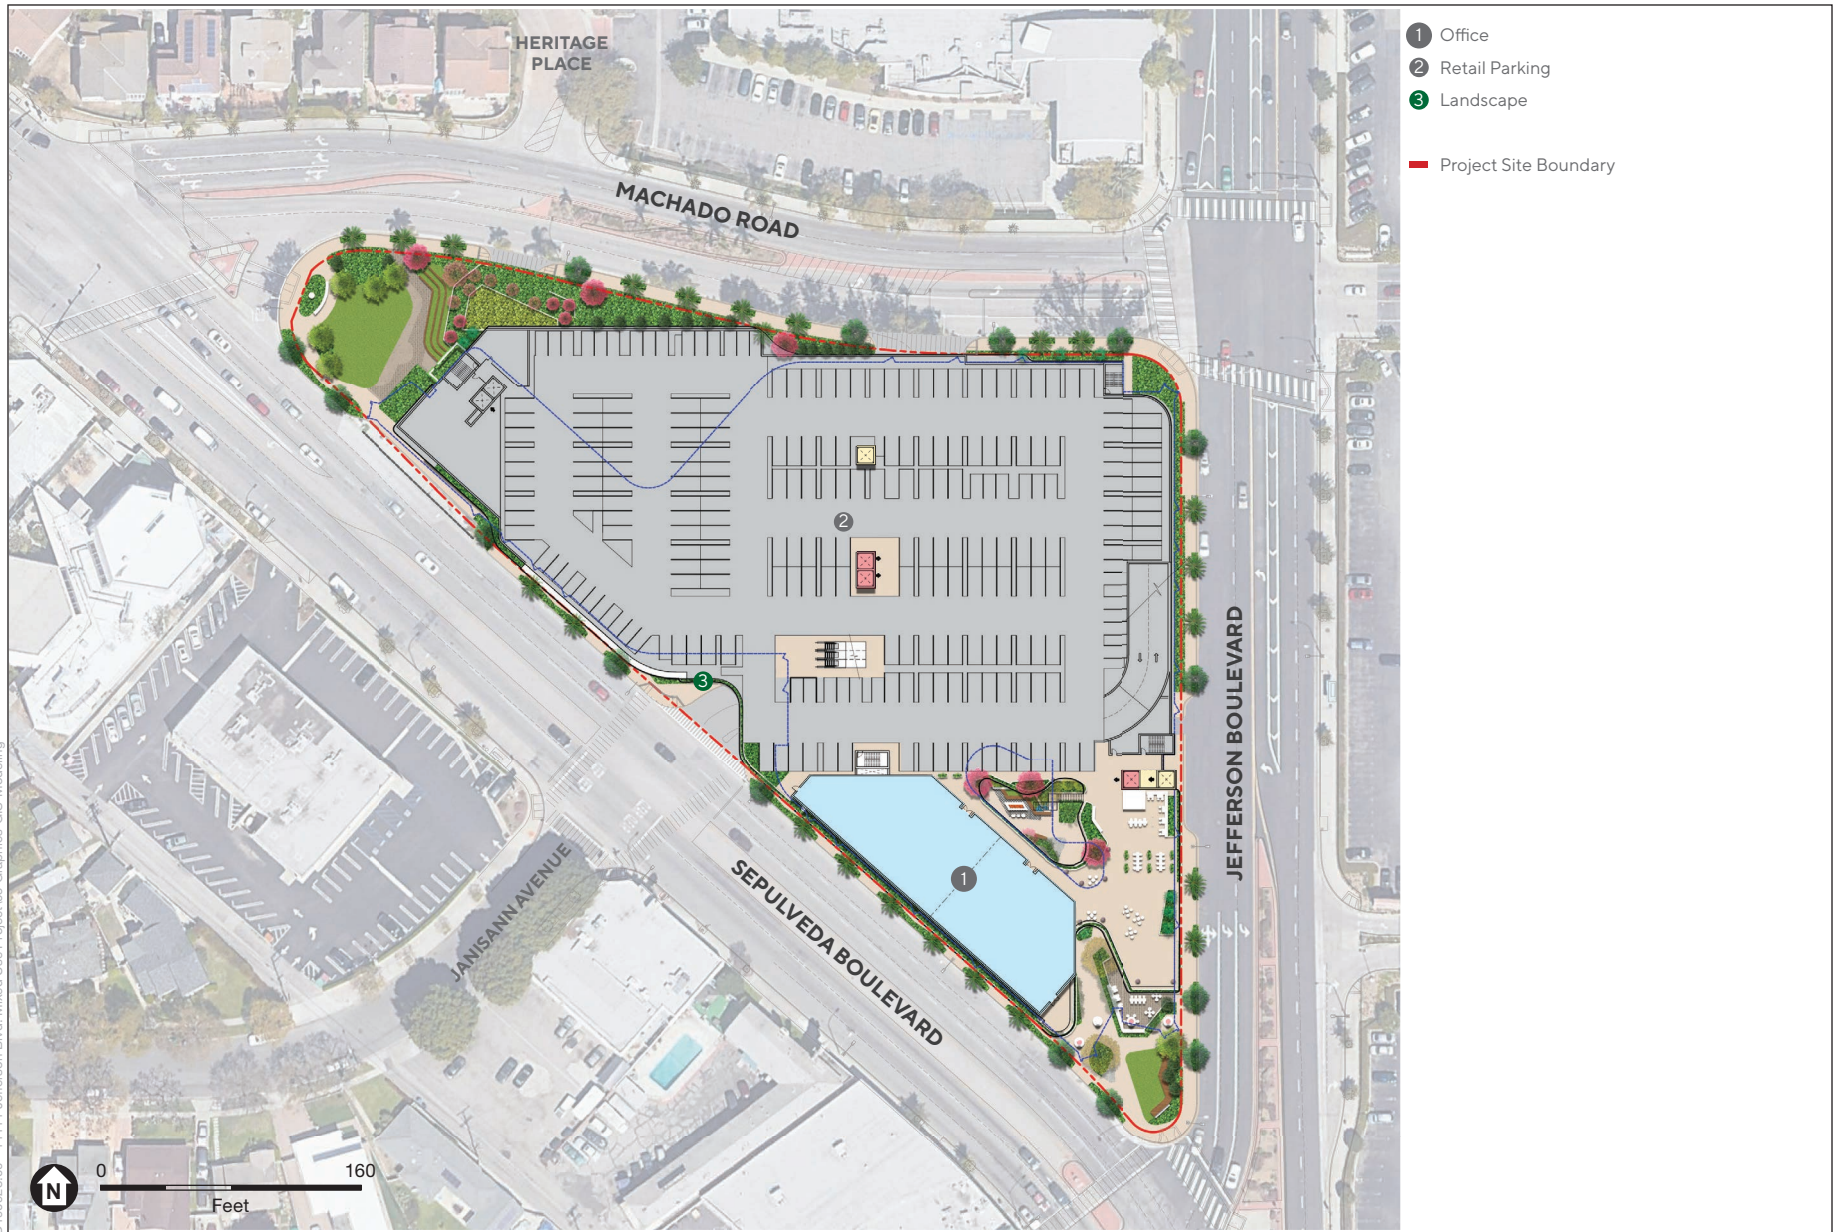 1 Office
2 Retail Parking
3 Landscape
Project Site Boundary
HERITAGE
PLACE
MACHADO ROAD
2
3
JEFFERSON BOULEVARD
1
SEPULVEDA BOULEVARD
JANISANN AVENUE
0 160
Feet
N